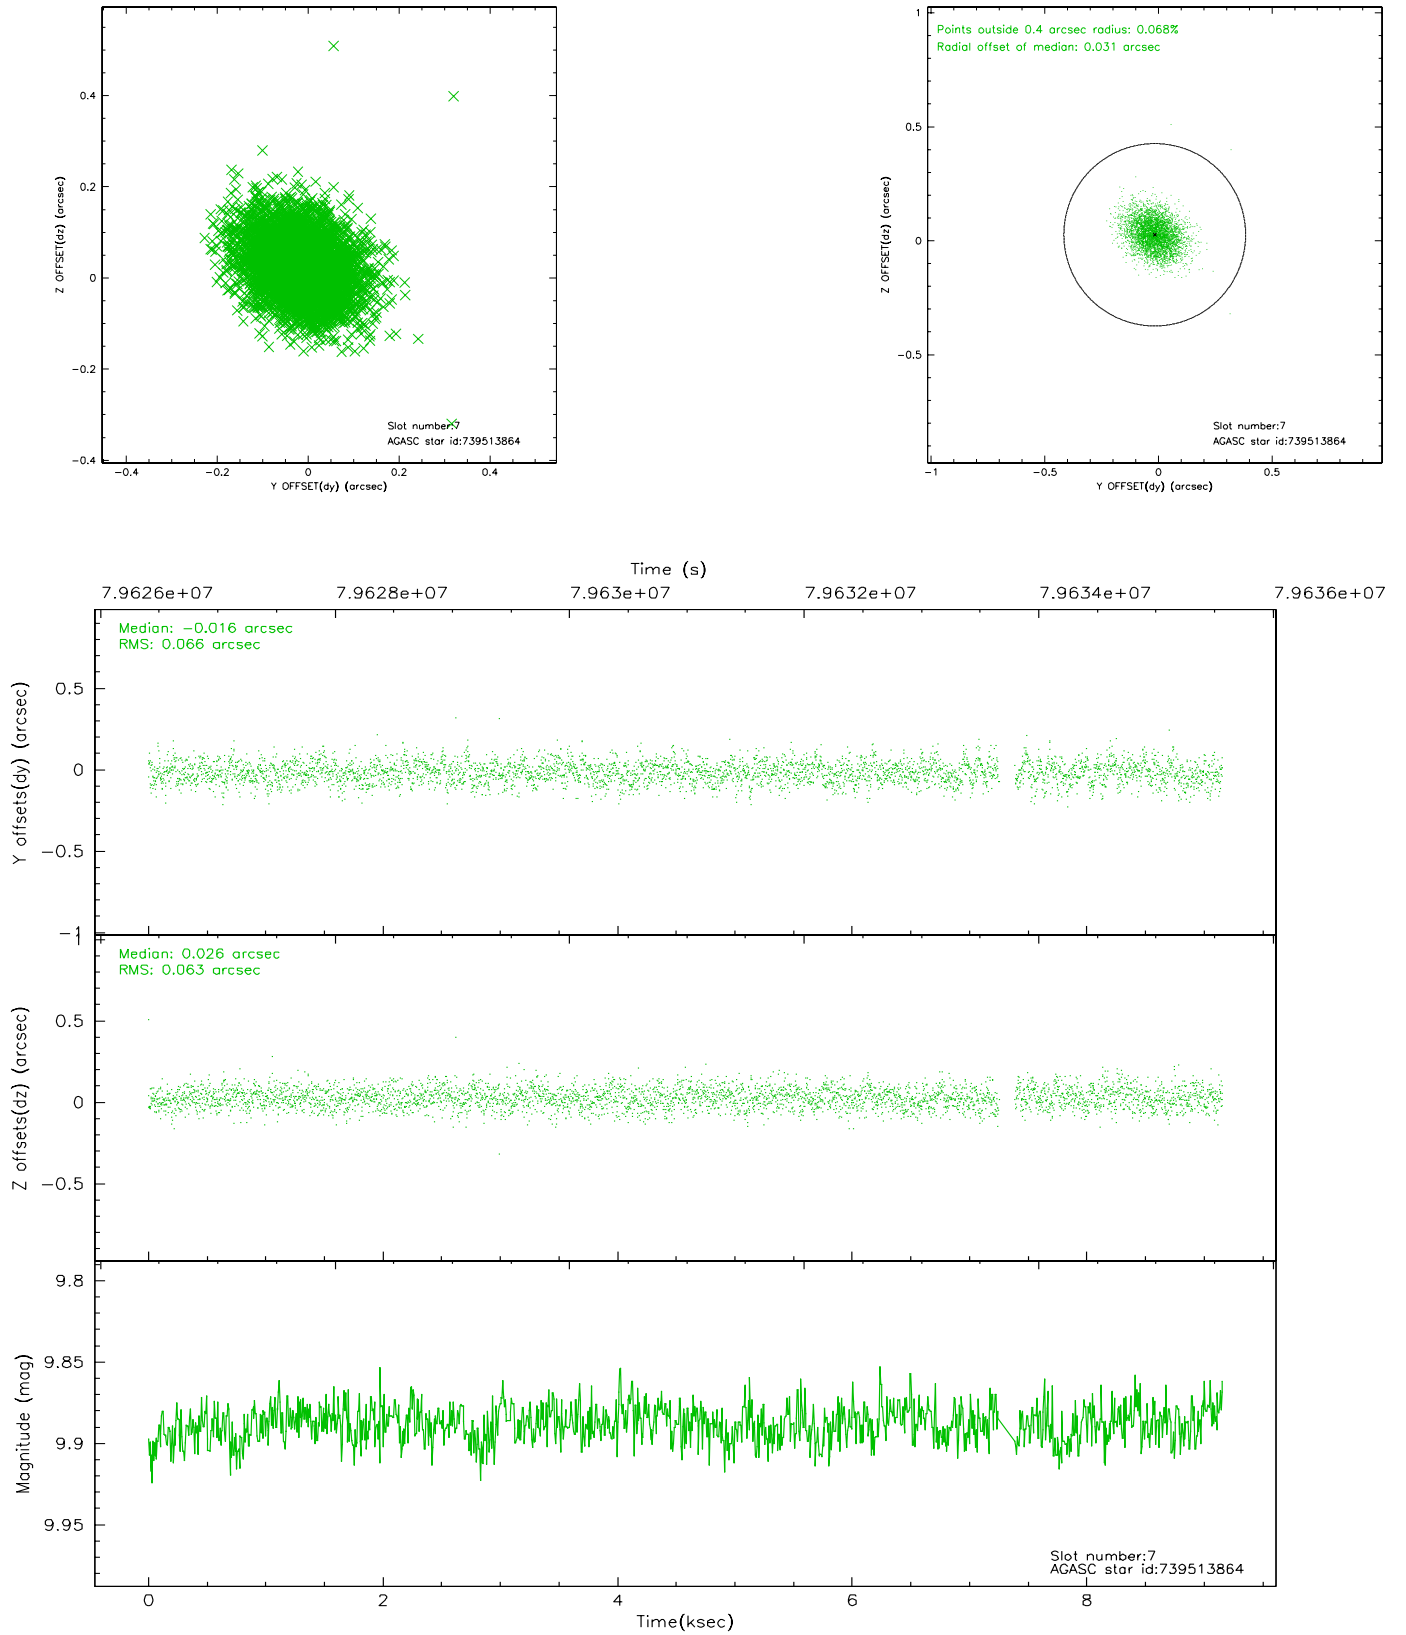 0.4
0.2
0
−0.2
−0.4
−0.4
−0.2
0
0.2
0.4
Z OFFSET(dz) (arcsec)
Y OFFSET(dy) (arcsec)
Slot number:7
AGASC star id:739513864
Points outside 0.4 arcsec radius: 0.068%
Radial offset of median: 0.031 arcsec
1
0.5
0
−0.5
−1
−0.5
0
0.5
Z OFFSET(dz) (arcsec)
Y OFFSET(dy) (arcsec)
Slot number:7
AGASC star id:739513864
Time (s)
7.9626e+07
7.9628e+07
7.963e+07
7.9632e+07
7.9634e+07
7.9636e+07
Median: −0.016 arcsec
RMS: 0.066 arcsec
0.5
0
−0.5
−1
Y offsets(dy) (arcsec)
Median: 0.026 arcsec
RMS: 0.063 arcsec
1
0.5
0
−0.5
Z offsets(dz) (arcsec)
9.8
9.85
9.9
9.95
Magnitude (mag)
Slot number:7
AGASC star id:739513864
0
2
4
6
8
Time(ksec)